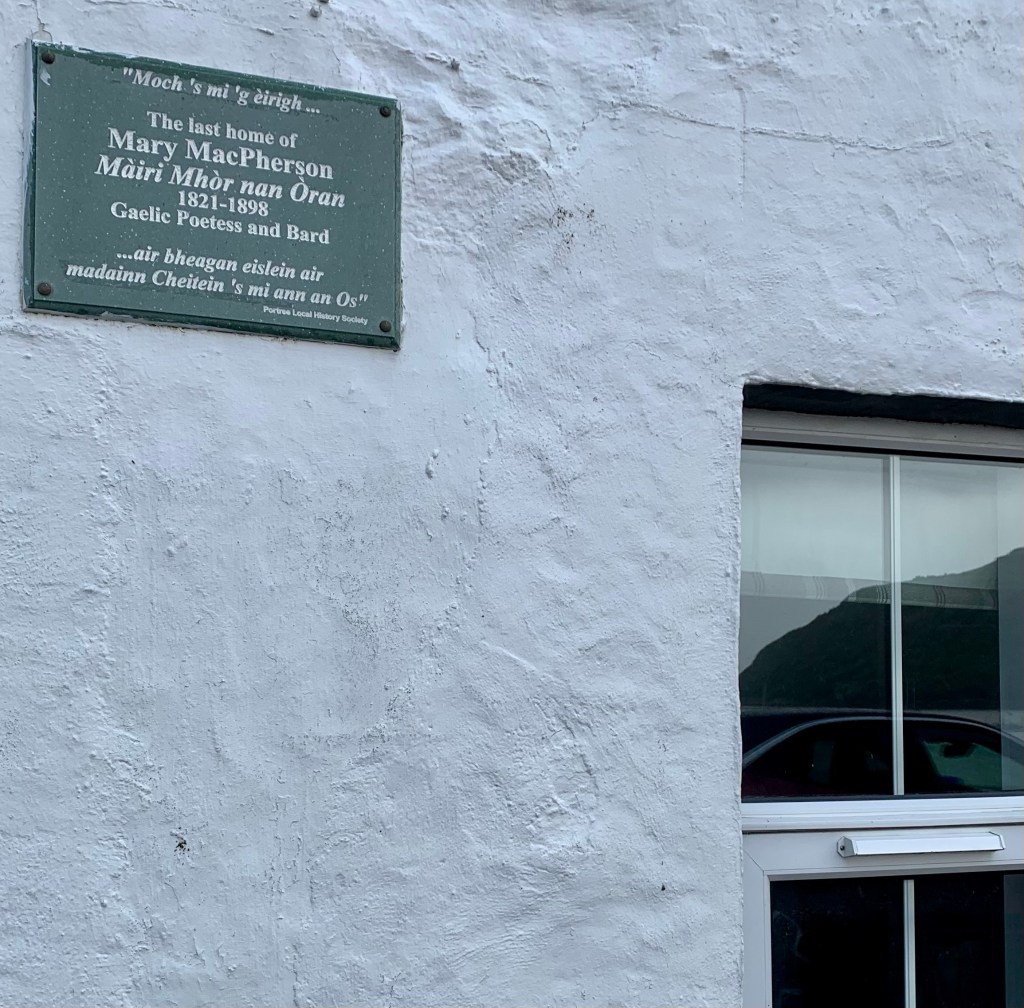 "Moch 's mi 'g èirigh ...
The last home of
Mary MacPherson
Màiri Mhòr nan Òran
1821-1898
Gaelic Poetess and Bard
...air bheagan eislein air
madainn Cheitein 's mi ann an Os"
Portree Local History Society